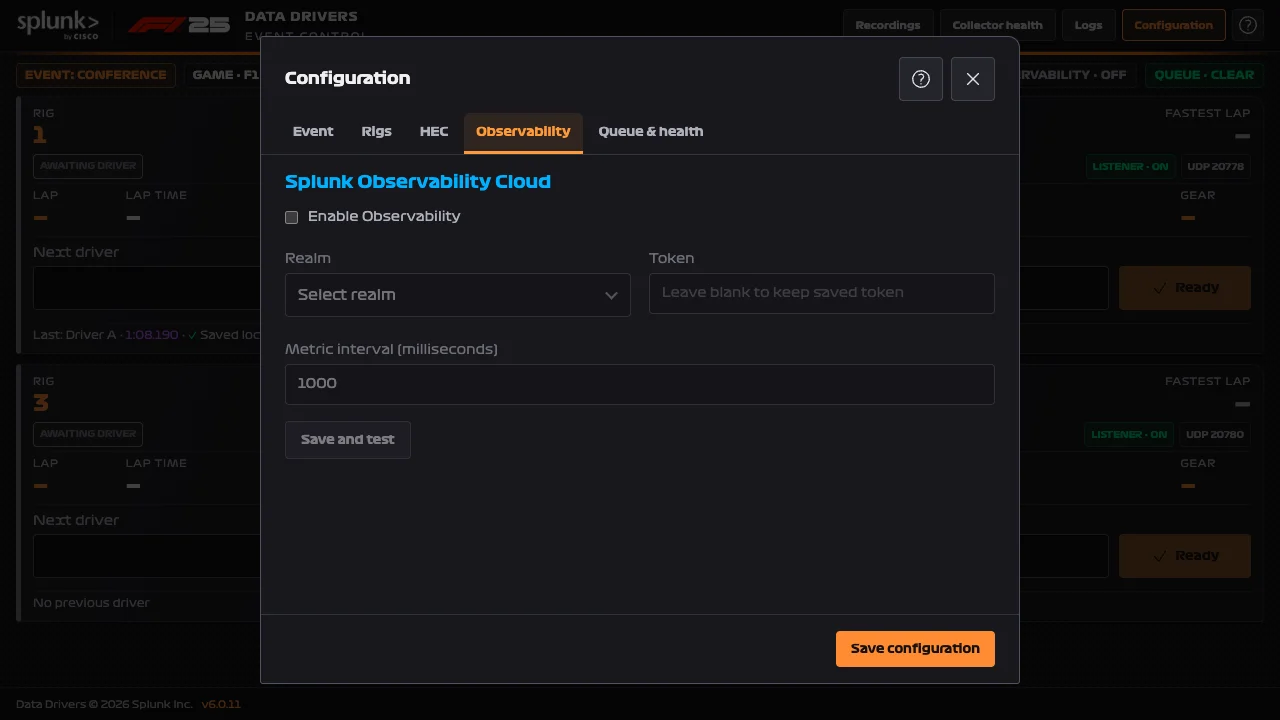 splunk>
by CISCO
F1 25
DATA DRIVERS
EVENT CONTROL
Recordings
Collector health
Logs
Configuration
EVENT: CONFERENCE
GAME · F1
RVABILITY · OFF
QUEUE · CLEAR
Configuration
Event
Rigs
HEC
Observability
Queue & health
Splunk Observability Cloud
Enable Observability
Realm
Token
Select realm
Leave blank to keep saved token
Metric interval (milliseconds)
1000
Save and test
Save configuration
RIG
1
AWAITING DRIVER
FASTEST LAP
LISTENER · ON
UDP 20778
LAP
LAP TIME
GEAR
Next driver
Ready
Last: Driver A · 1:08.190 · ✓ Saved loc
RIG
3
AWAITING DRIVER
FASTEST LAP
LISTENER · ON
UDP 20780
LAP
LAP TIME
GEAR
Next driver
Ready
No previous driver
Data Drivers © 2026 Splunk Inc. v6.0.11